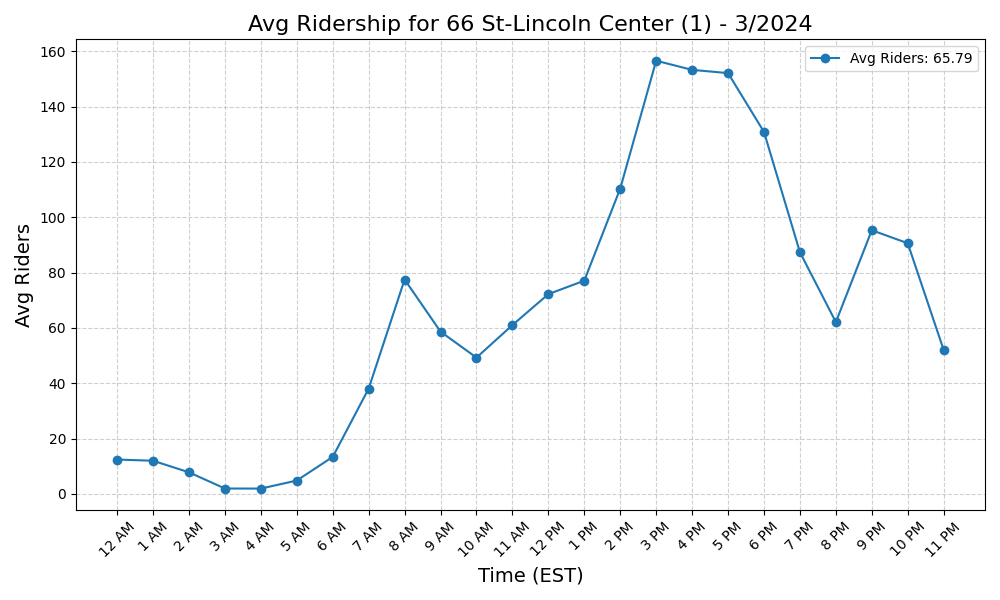 Avg Ridership for 66 St-Lincoln Center (1) - 3/2024
Avg Riders: 65.79
Avg Riders
160
140
120
100
80
60
40
20
0
12 AM
1 AM
2 AM
3 AM
4 AM
5 AM
6 AM
7 AM
8 AM
9 AM
10 AM
11 AM
12 PM
1 PM
2 PM
3 PM
4 PM
5 PM
6 PM
7 PM
8 PM
9 PM
10 PM
11 PM
Time (EST)